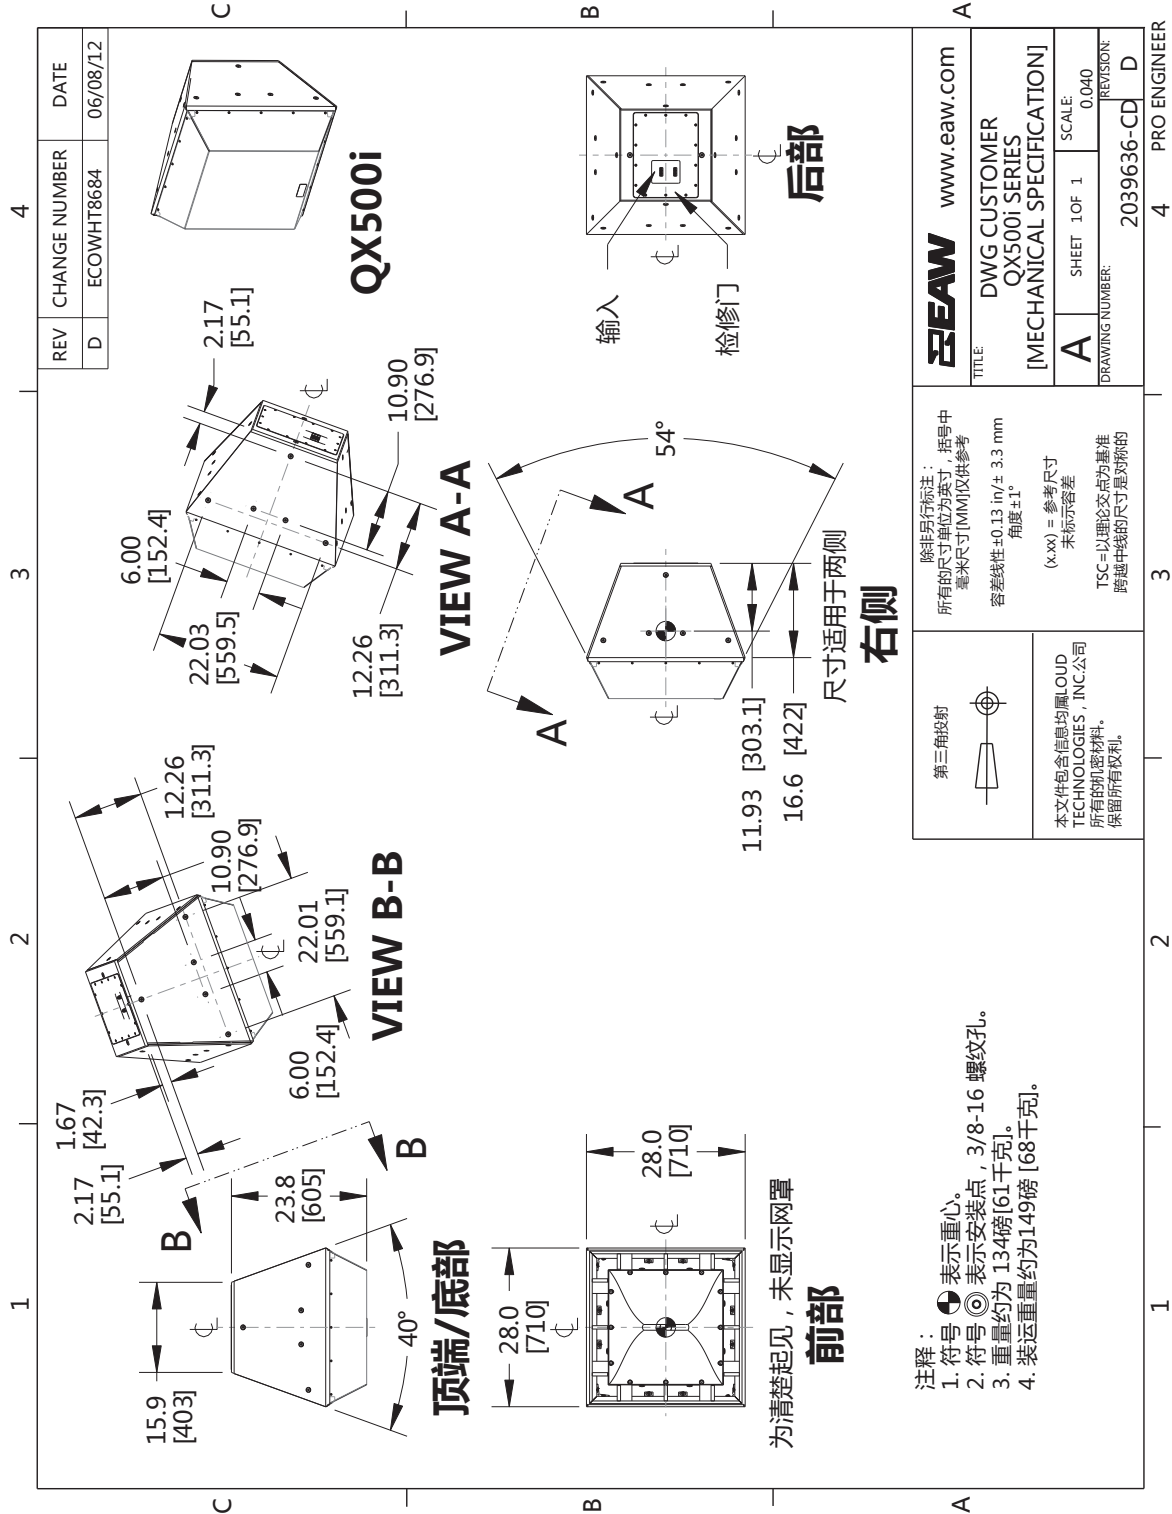 1
2
3
4
C
REV CHANGE NUMBER DATE
D ECOWHT8684 06/08/12
15.9
[403]
23.8
[605]
40°
顶端/底部
B
B
2.17
[55.1]
1.67
[42.3]
6.00
[152.4]
22.01
[559.1]
10.90
[276.9]
12.26
[311.3]
VIEW B-B
22.03
[559.5]
6.00
[152.4]
2.17
[55.1]
12.26
[311.3]
10.90
[276.9]
VIEW A-A
QX500i
C
B
28.0
[710]
28.0
[710]
为清楚起见，未显示网罩
前部
A
A
54°
11.93 [303.1]
16.6 [422]
尺寸适用于两侧
右侧
输入
检修门
后部
B
A
注释：
1. 符号 表示重心。
2. 符号 表示安装点，3/8-16 螺纹孔。
3. 重量约为 134磅[61千克]。
4. 装运重量约为149磅 [68千克]。
第三角投射
本文件包含信息均属LOUD
TECHNOLOGIES，INC.公司
所有的机密材料。
保留所有权利。
除非另行标注：
所有的尺寸单位为英寸，括号中
毫米尺寸[MM]仅供参考
容差线性±0.13 in/± 3.3 mm
角度±1°
(x.xx) = 参考尺寸
未标示容差
TSC=以理论交点为基准
跨越中线的尺寸是对称的
EAW www.eaw.com
TITLE:
DWG CUSTOMER
QX500i SERIES
[MECHANICAL SPECIFICATION]
A
SHEET 1OF 1
SCALE:
0.040
DRAWING NUMBER:
2039636-CD
REVISION:
D
A
1
2
3
4
PRO ENGINEER